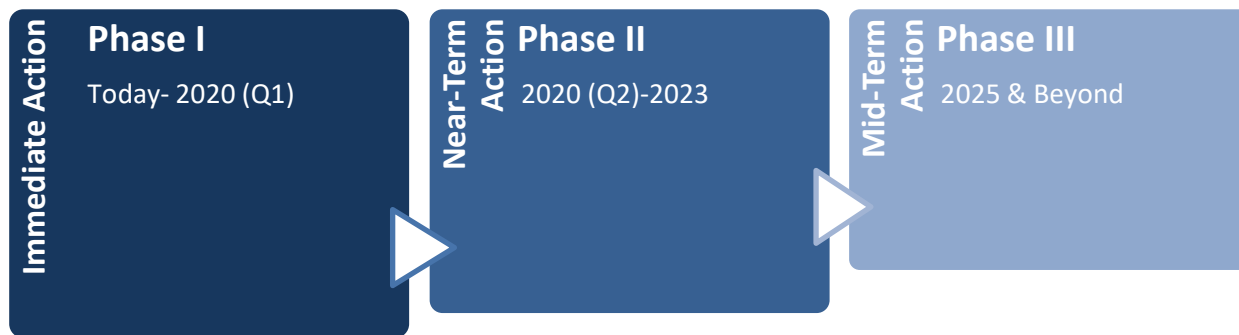 Immediate Action
Phase I
Today- 2020 (Q1)
Near-Term
Action
Phase II
2020 (Q2)-2023
Mid-Term
Action
Phase III
2025 & Beyond